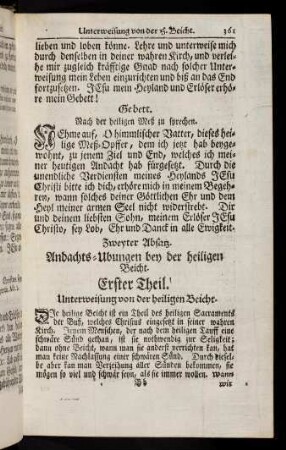 Unterweisung von der H. Beicht. 361
lieben und loben könne. Lehre und unterweise mich
durch denselben in deiner wahren Kirch, und verlei-
he mir zugleich kräfftige Gnad nach solcher Unter-
weisung mein Leben einzurichten und biß an das End
fortzusetzen. JEsu mein Heyland und Erlöser erhö-
re mein Gebett!
Gebett.
Nach der heiligen Meß zu sprechen.
Nehme auf, O himmlischer Vatter, dieses hei-
lige Meß-Opffer, dem ich jetzt hab beyge-
wohnt, zu jenem Ziel und End, welches ich mei-
ner heutigen Andacht hab fürgesetzt. Durch die
unendliche Verdiensten meines Heylands JEsu
Christi bitte ich dich, erhöre mich in meinem Begeh-
ren, wann solches deiner Göttlichen Ehr und dem
Heyl meiner armen Seel nicht widerstrebt. Dir
und deinem liebsten Sohn, meinem Erlöser JEsu
Christo, sey Lob, Ehr und Danck in alle Ewigkeit.
Zweyter Absatz.
Andachts-Ubungen bey der heiligen
Beicht.
Erster Theil.
Unterweisung von der heiligen Beicht.
Die heilige Beicht ist ein Theil des heiligen Sacraments
der Buß, welches Christus eingesetzt in seiner wahren
Kirch. Jenem Menschen, der nach dem heiligen Tauff eine
schwäre Sünd gethan, ist sie nothwendig zur Seligkeit;
dann ohne Beicht, wann man sie anderst verrichten kan, hat
man keine Nachlassung einer schwären Sünd. Durch diesel-
be aber kan man Verzeihung aller Sünden bekommen, sie
mögen so viel und schwär seyn, als sie immer wollen. Wann
wir